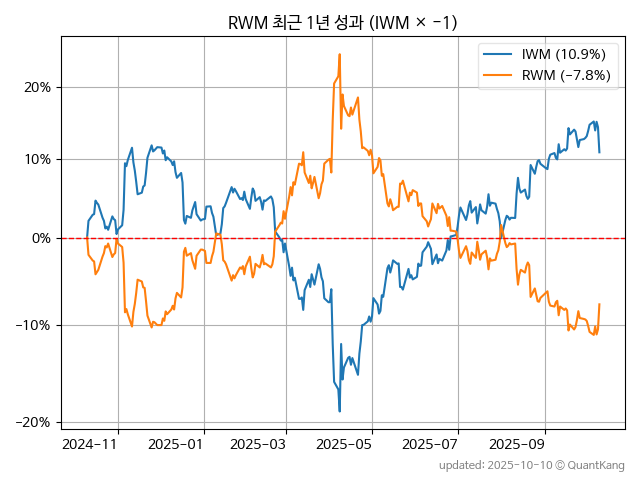 RWM 최근 1년 성과 (IWM × −1)
IWM (10.9%)
RWM (−7.8%)
20%
10%
0%
−10%
−20%
2024−11
2025−01
2025−03
2025−05
2025−07
2025−09
updated: 2025-10-10 © QuantKang